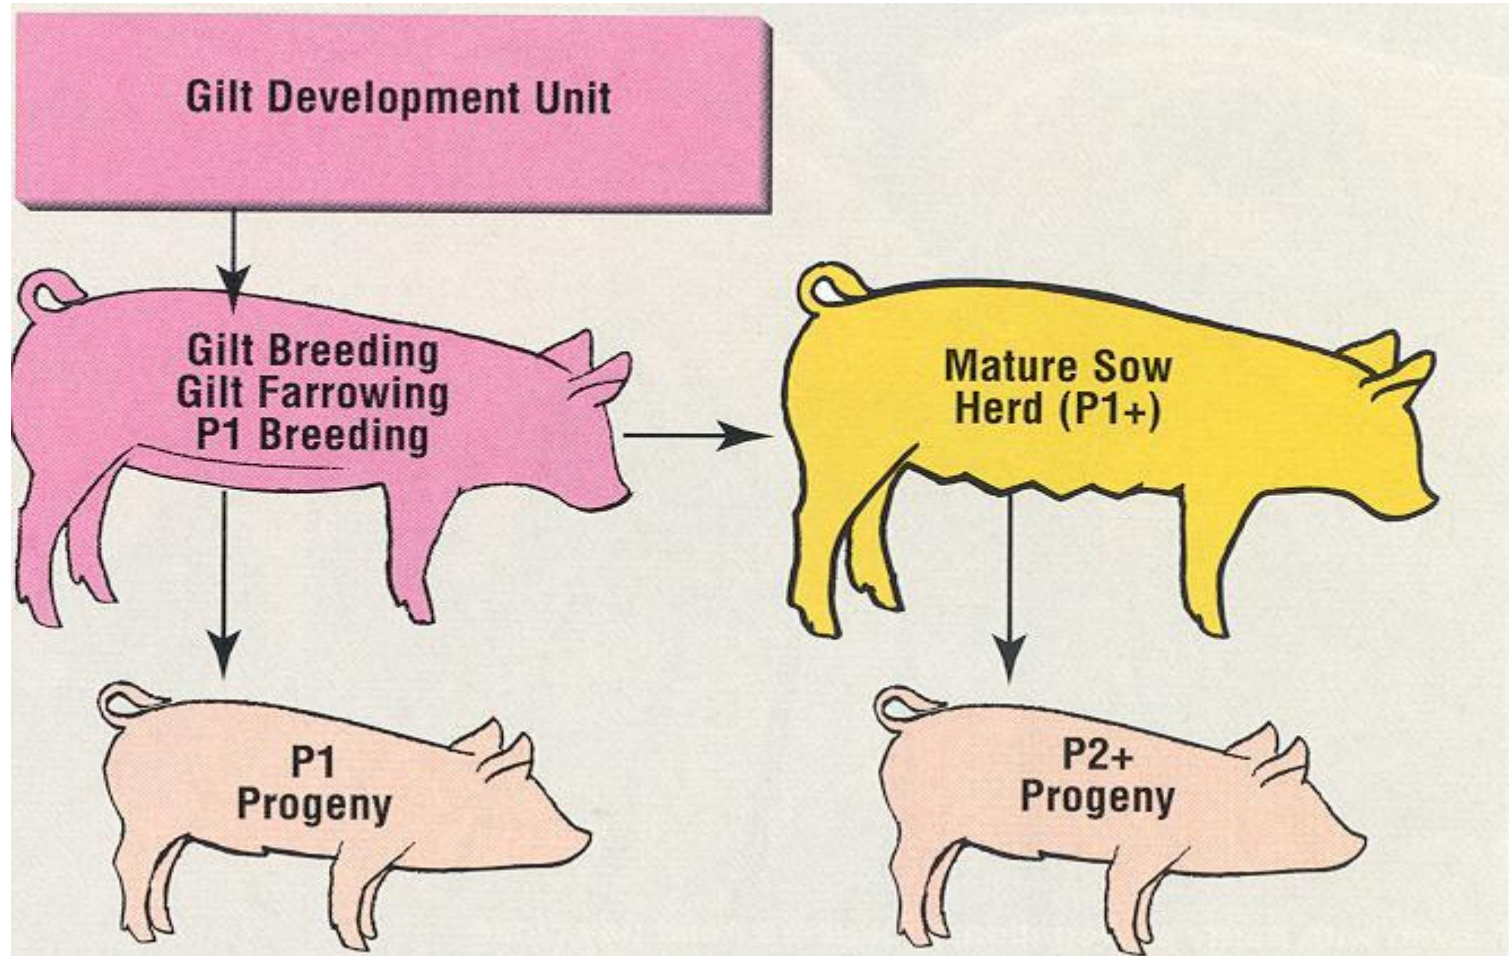 Gilt Development Unit
Gilt Breeding
Gilt Farrowing
P1 Breeding
Mature Sow
Herd (P1+)
P1
Progeny
P2+
Progeny